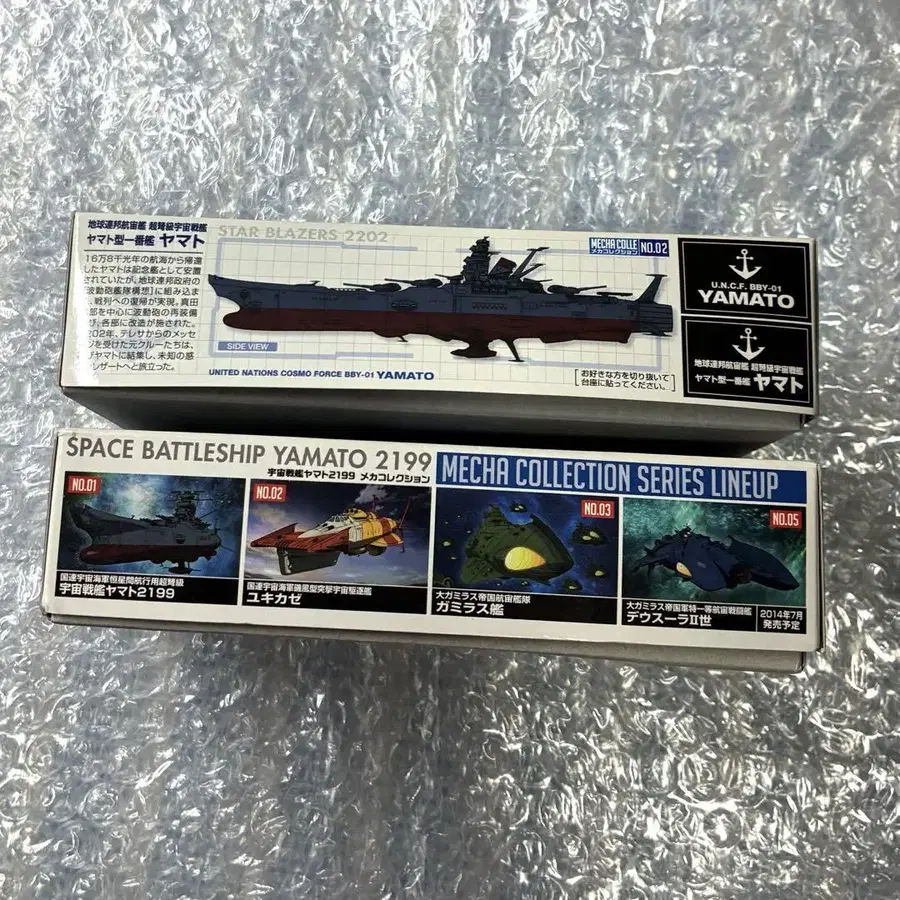 地球連邦航宙艦 超弩級宇宙戦艦
ヤマト型一番艦 ヤマト
16万8千光年の航海から帰還
したヤマトは記念艦として安置
されていたが、地球連邦政府の
「波動砲艦隊構想」に組み込ま
、戦列への復帰が実現。真田
郎を中心に波動砲の再装備
、各部に改造が施された。
202年、テレサからのメッセ
ジを受けた元クルーたちは、
ヤマトに結集し、未知の惑
レザートへと旅立った。
STAR BLAZERS 2202
MECHA COLLE
メカコレクション
NO.02
SIDE VIEW
UNITED NATIONS COSMO FORCE BBY-01 YAMATO
お好きな方を切り抜いて
台座に貼ってください。
U.N.C.F. BBY-01
YAMATO
地球連邦航宙艦 超弩級宇宙戦艦
ヤマト型一番艦 ヤマト
SPACE BATTLESHIP YAMATO 2199
宇宙戦艦ヤマト2199 メカコレクション
MECHA COLLECTION SERIES LINEUP
NO.01
国連宇宙海軍恒星間航行用超弩級
宇宙戦艦ヤマト2199
NO.02
国連宇宙海軍磯風型突撃宇宙駆逐艦
ユキカゼ
NO.03
大ガミラス帝国航宙艦隊
ガミラス艦
NO.05
大ガミラス帝国軍特一等航宙戦闘艦
デウスーラⅡ世
2014年7月
発売予定